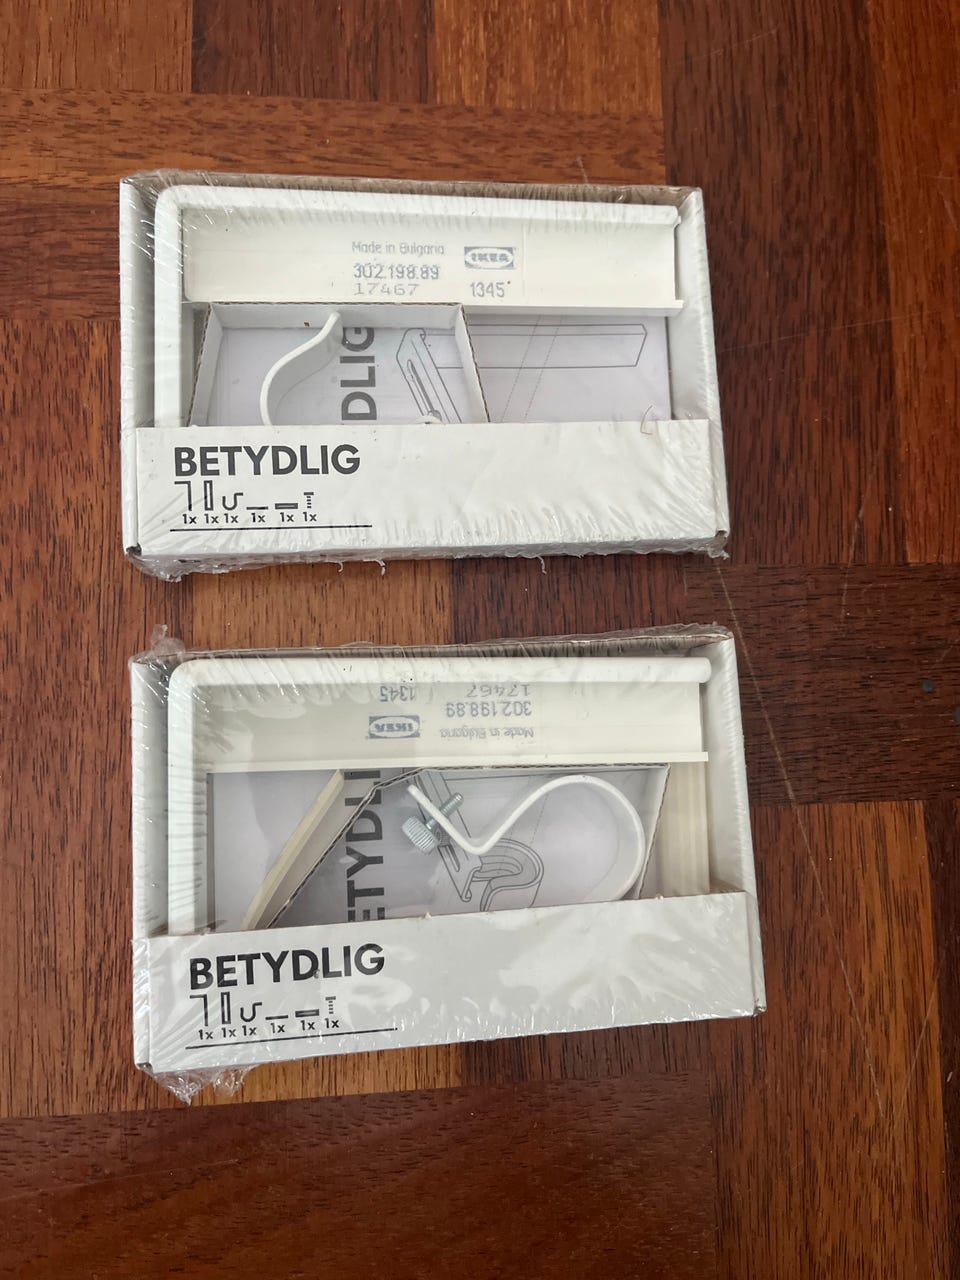 Made in Bulgaria
IKEA
302.198.89
17467
1345
DLIG
BETYDLIG
1x 1x 1x 1x 1x 1x
1345
17467
302.198.89
IKEA
Made in Bulgaria
ETYDLI
BETYDLIG
1x 1x 1x 1x 1x 1x